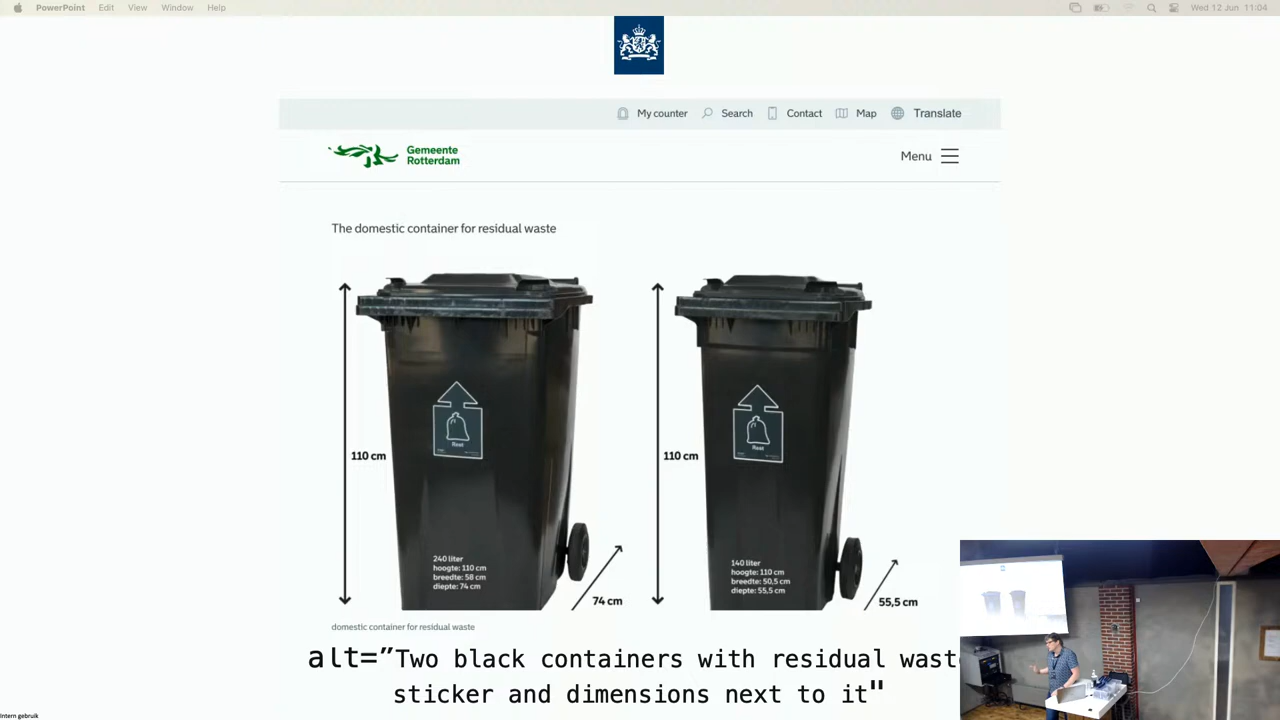 PowerPoint Edit View Window Help Wed 12 Jun 11:04
My counter Search Contact Map Translate
Gemeente
Rotterdam
Menu
The domestic container for residual waste
110 cm
Rest
240 liter
hoogte: 110 cm
breedte: 58 cm
diepte: 74 cm
74 cm
110 cm
Rest
140 liter
hoogte: 110 cm
breedte: 50,5 cm
diepte: 55,5 cm
55,5 cm
domestic container for residual waste
alt=”Two black containers with residual wast
sticker and dimensions next to it"
Intern gebruik